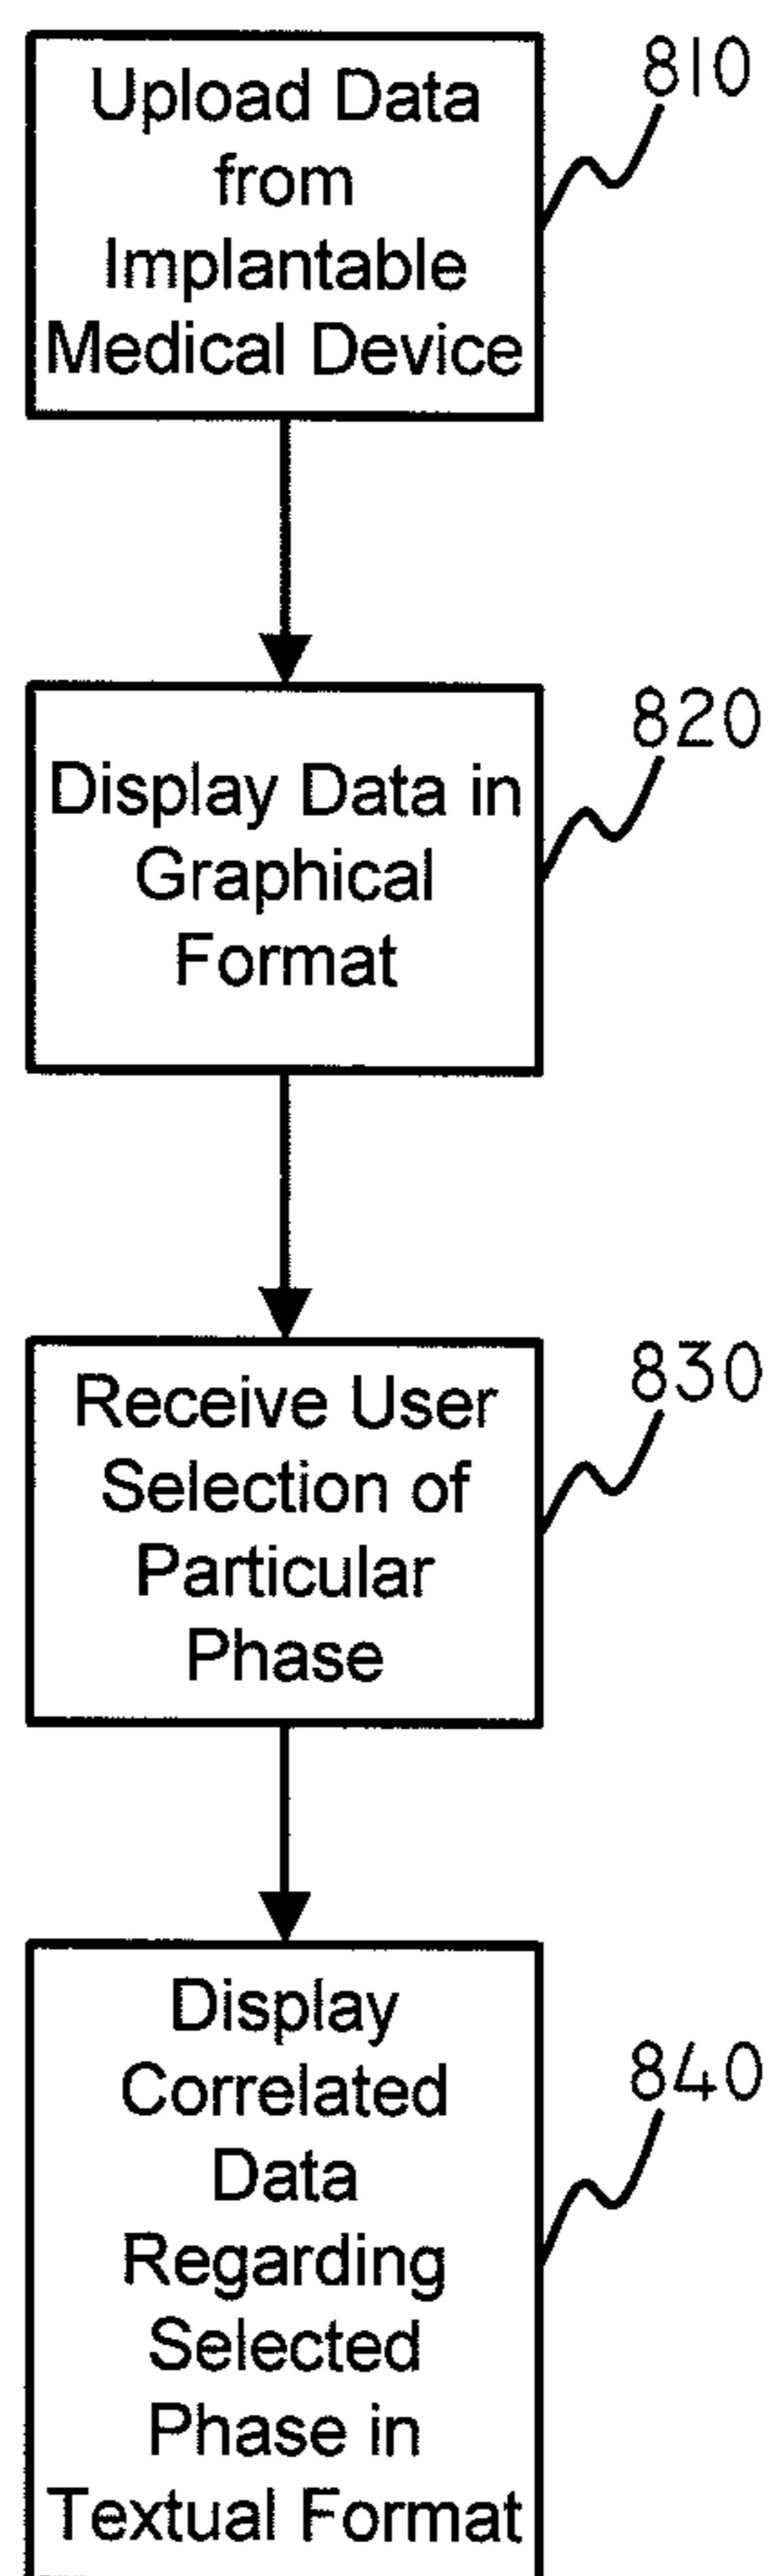 Upload Data
from
Implantable
Medical Device
810
Display Data in
Graphical
Format
820
Receive User
Selection of
Particular
Phase
830
Display
Correlated
Data
Regarding
Selected
Phase in
Textual Format
840